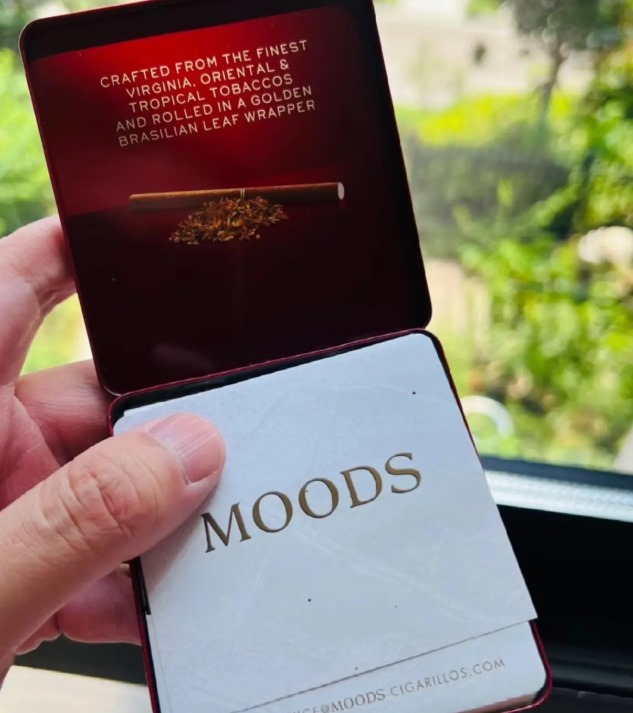 CRAFTED FROM THE FINEST
VIRGINIA, ORIENTAL &
TROPICAL TOBACCOS
AND ROLLED IN A GOLDEN
BRASILIAN LEAF WRAPPER
MOODS
@MOODS-CIGARILLOS.COM